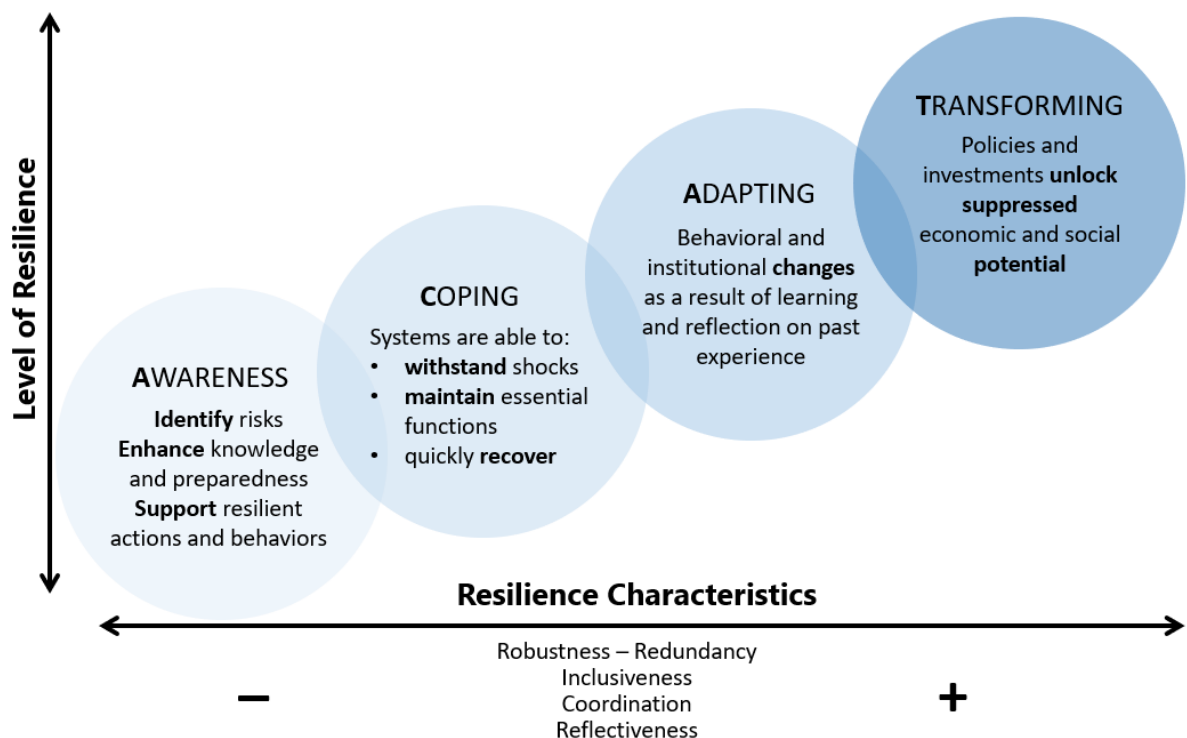 Level of Resilience
AWARENESS
Identify risks
Enhance knowledge
and preparedness
Support resilient
actions and behaviors
COPING
Systems are able to:
• withstand shocks
• maintain essential
functions
• quickly recover
ADAPTING
Behavioral and
institutional changes
as a result of learning
and reflection on past
experience
TRANSFORMING
Policies and
investments unlock
suppressed
economic and social
potential
Resilience Characteristics
Robustness – Redundancy
Inclusiveness
Coordination
Reflectiveness
–
+